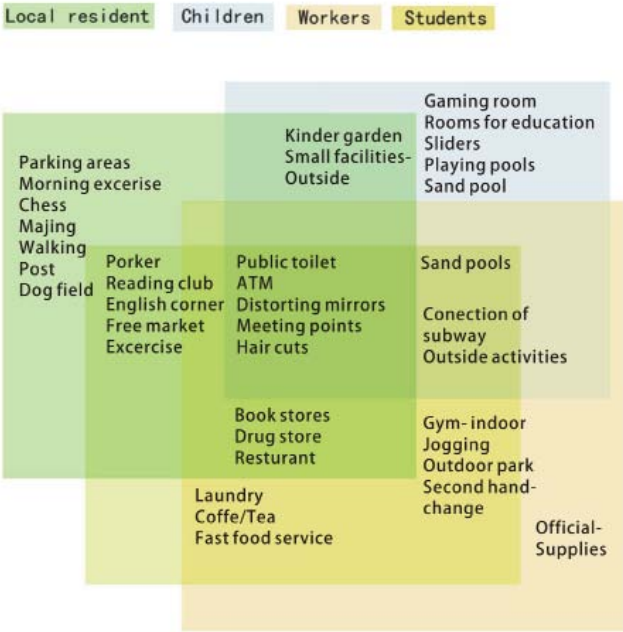 Local resident
Children
Workers
Students
Gaming room
Rooms for education
Sliders
Playing pools
Sand pool
Kinder garden
Small facilities-
Outside
Parking areas
Morning excerise
Chess
Majing
Walking
Post
Dog field
Porker
Reading club
English corner
Free market
Excercise
Public toilet
ATM
Distorting mirrors
Meeting points
Hair cuts
Sand pools
Conection of
subway
Outside activities
Book stores
Drug store
Resturant
Gym- indoor
Jogging
Outdoor park
Second hand-
change
Laundry
Coffe/Tea
Fast food service
Official-
Supplies